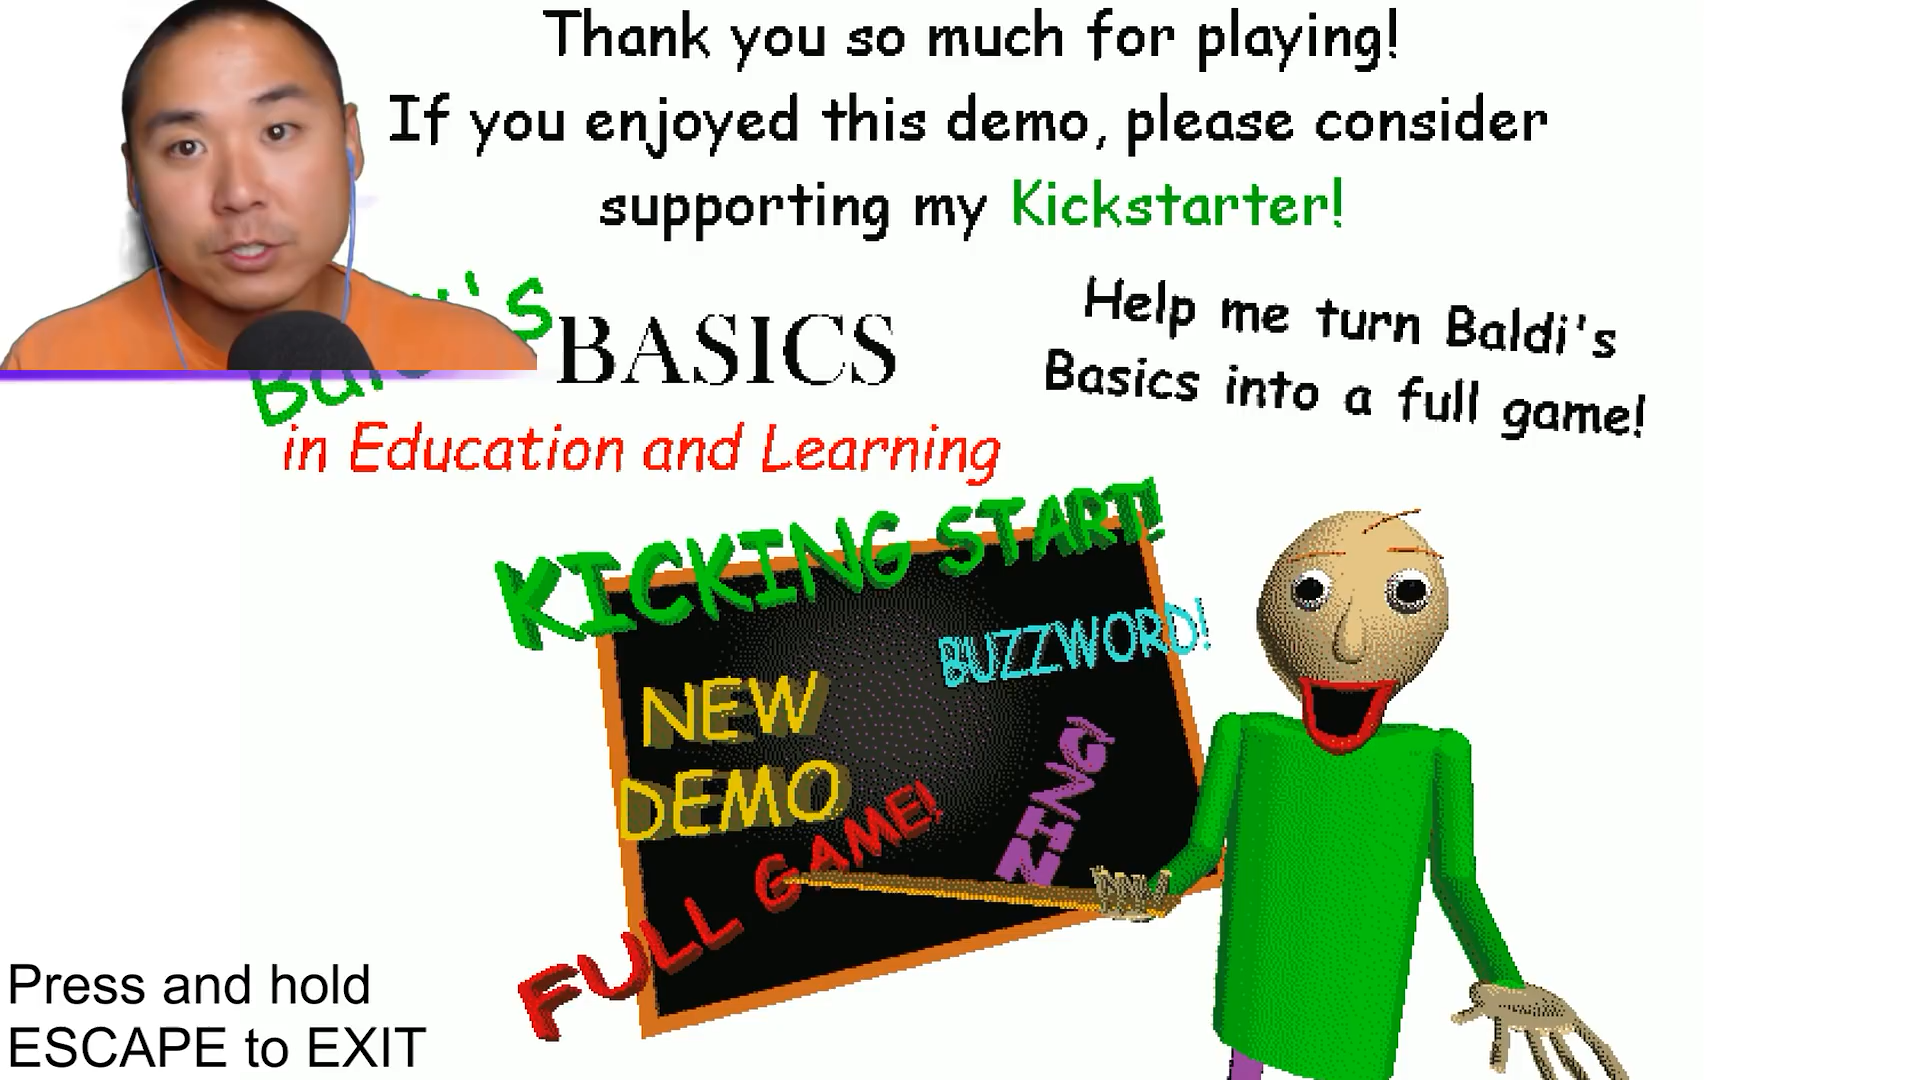 Thank you so much for playing!
If you enjoyed this demo, please consider
supporting my Kickstarter!
BASICS
in Education and Learning
Help me turn Baldi's
Basics into a full game!
KICKING START!
BUZZWORD!
NEW
DEMO
ZING!
FULL GAME!
Press and hold
ESCAPE to EXIT